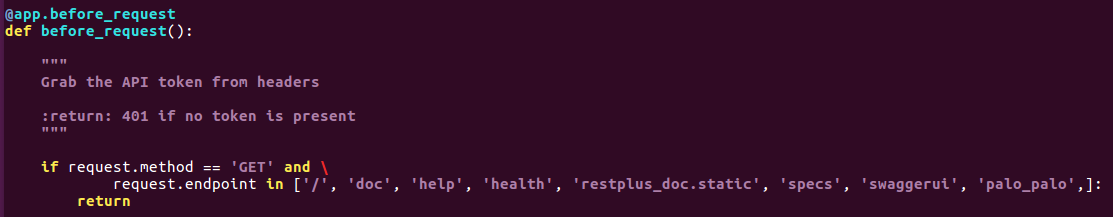 @app.before_request
def before_request():
    """
    Grab the API token from headers
    :return: 401 if no token is present
    """
    if request.method == 'GET' and \
            request.endpoint in ['/', 'doc', 'help', 'health', 'restplus_doc.static', 'specs', 'swaggerui', 'palo_palo',]:
        return